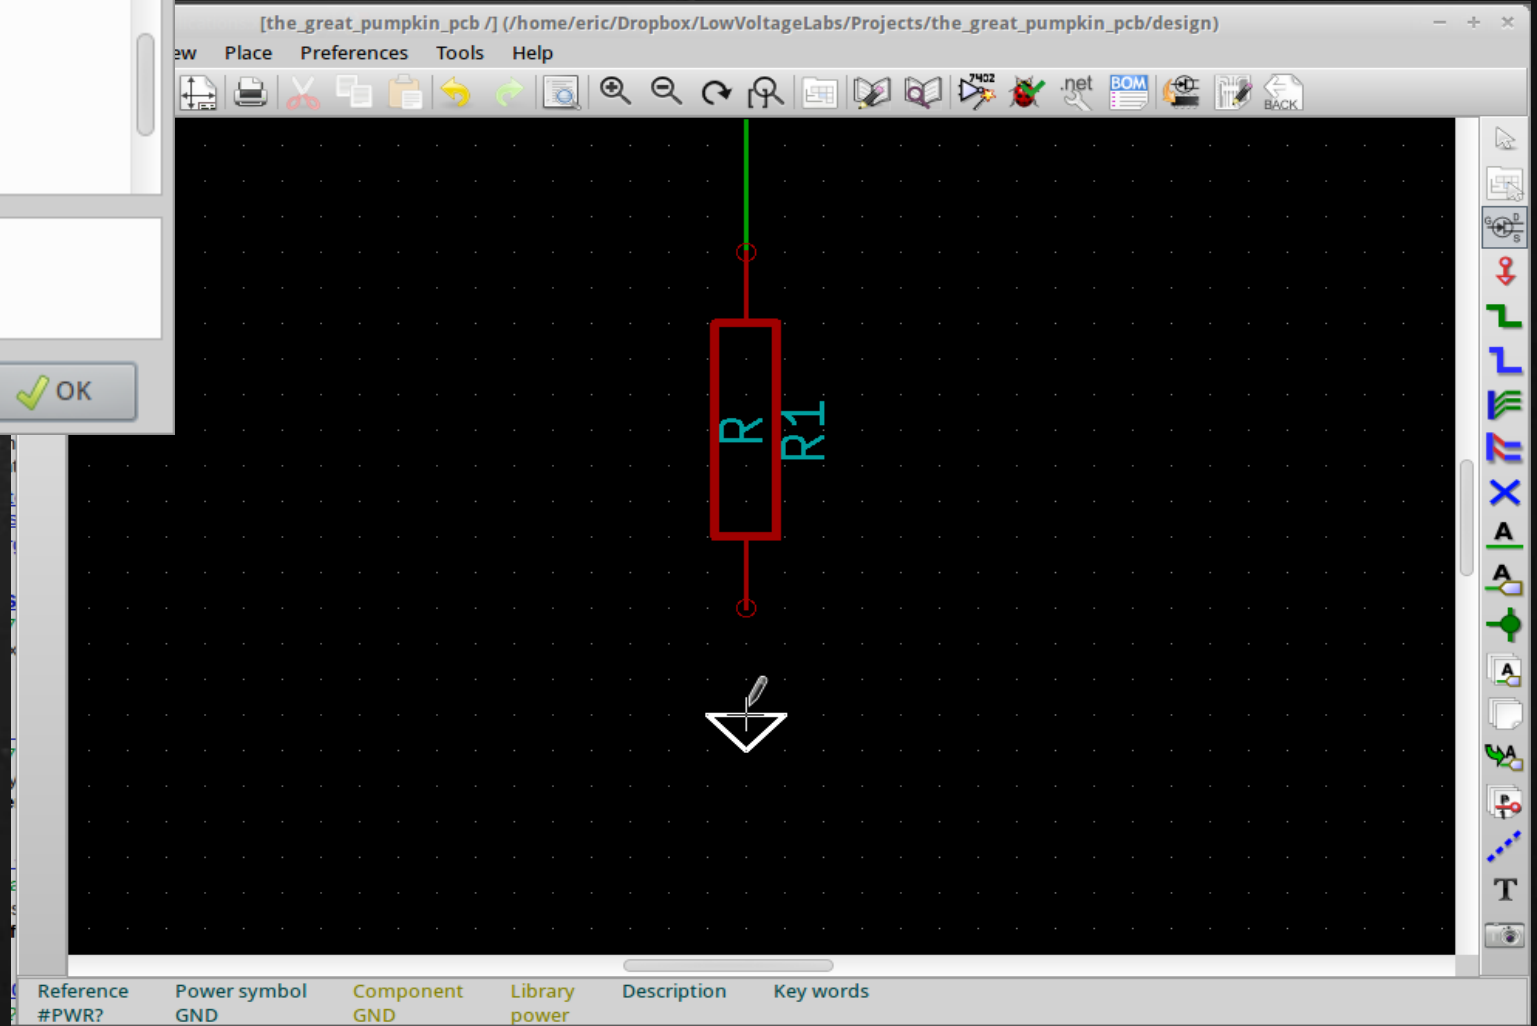 [the_great_pumpkin_pcb /] (/home/eric/Dropbox/LowVoltageLabs/Projects/the_great_pumpkin_pcb/design)
ew Place Preferences Tools Help
7402
.net
BOM
BACK
G D S
OK
R
R1
A
A
A
A
P
1
T
Reference Power symbol Component Library Description Key words
#PWR? GND GND power